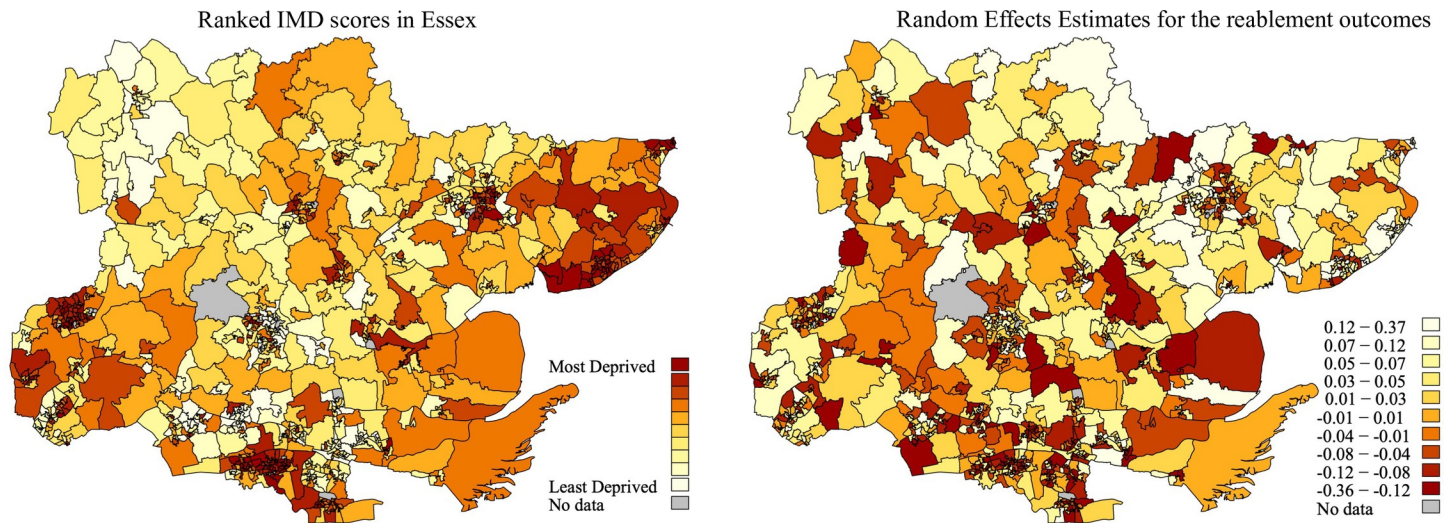 Ranked IMD scores in Essex
Random Effects Estimates for the reablement outcomes
Most Deprived
Least Deprived
No data
0.12 – 0.37
0.07 – 0.12
0.05 – 0.07
0.03 – 0.05
0.01 – 0.03
-0.01 – 0.01
-0.04 – -0.01
-0.08 – -0.04
-0.12 – -0.08
-0.36 – -0.12
No data